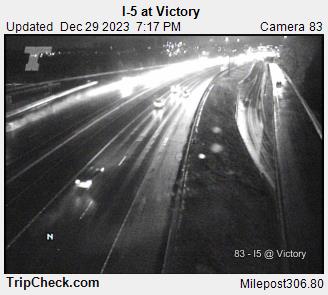 I-5 at Victory
Updated Dec 29 2023 7:17 PM Camera 83
T
N
83 - I5 @ Victory
TripCheck.com Milepost306.80